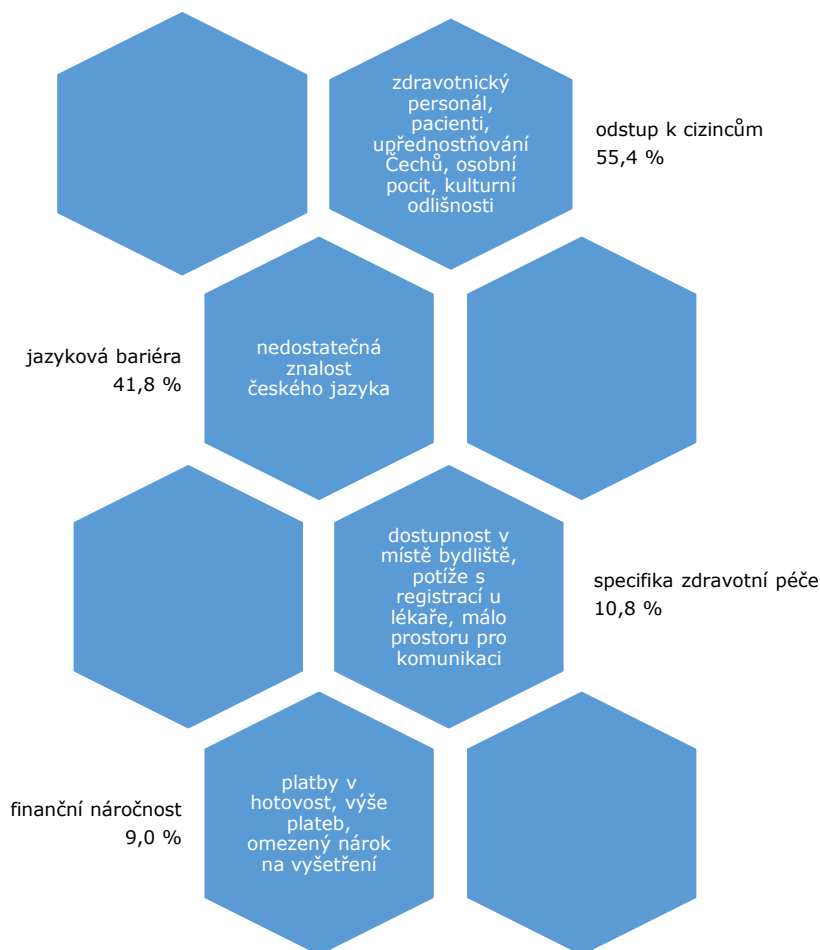 zdravotnický
personál,
pacienti,
upřednostňování
Čechů, osobní
pocit, kulturní
odlišnosti
odstup k cizincům
55,4 %
jazyková bariéra
41,8 %
nedostatečná
znalost
českého jazyka
dostupnost v
místě bydliště,
potíže s
registrací u
lékaře, málo
prostoru pro
komunikaci
specifika zdravotní péče
10,8 %
finanční náročnost
9,0 %
platby v
hotovost, výše
plateb,
omezený nárok
na vyšetření